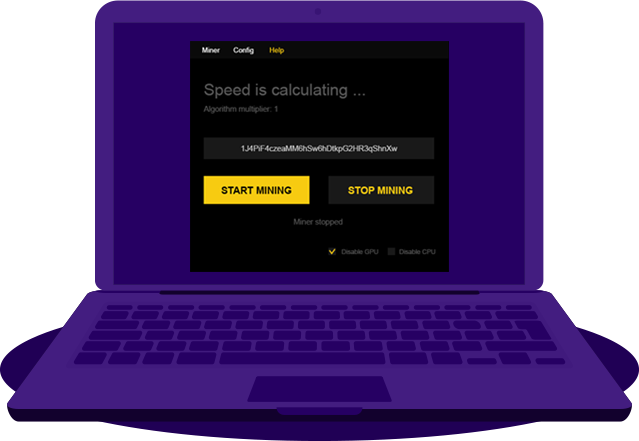 Miner Config Help
Speed is calculating ...
Algorithm multiplier: 1
1J4PiF4czeaMM6hSw6hDtkpG2HR3qShnXw
START MINING STOP MINING
Miner stopped
Disable GPU Disable CPU